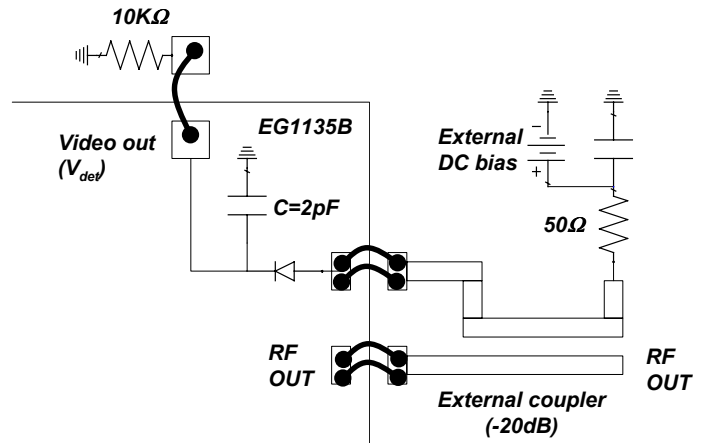 10KΩ
Video out
(Vdet)
EG1135B
C=2pF
External
DC bias
-
+
50Ω
RF
OUT
RF
OUT
External coupler
(-20dB)